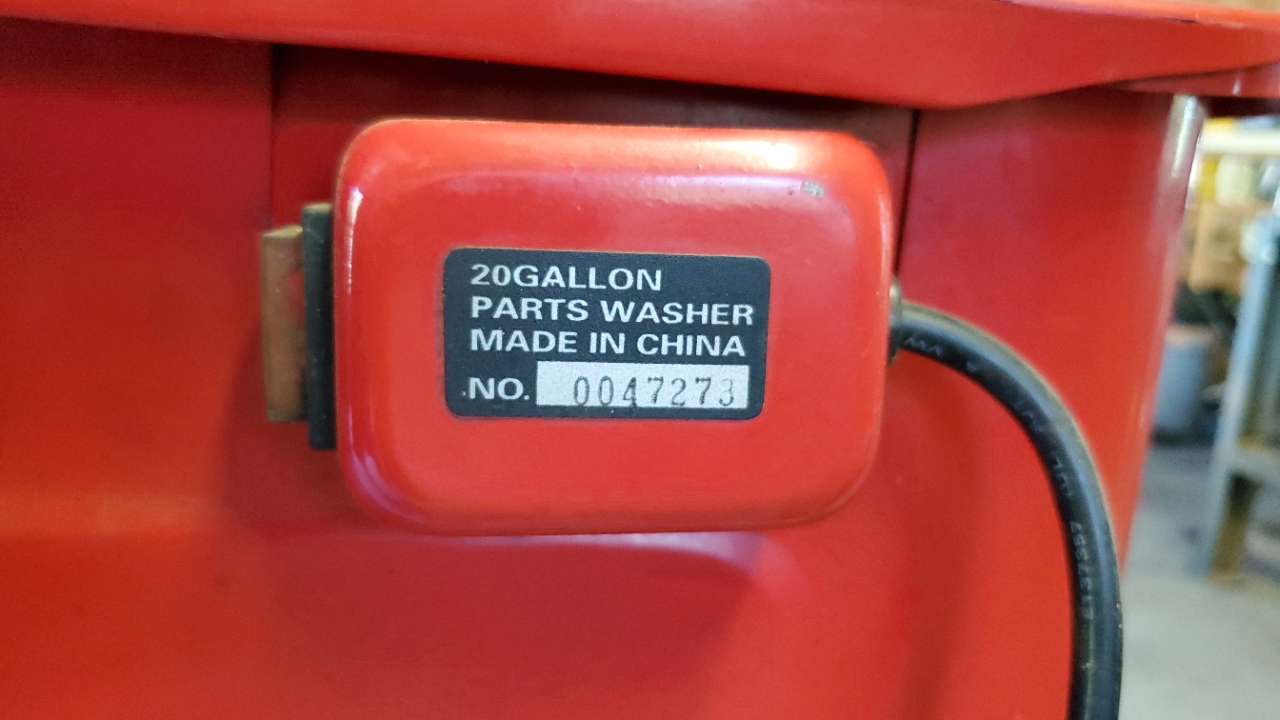 20GALLON
PARTS WASHER
MADE IN CHINA
NO. 0047273